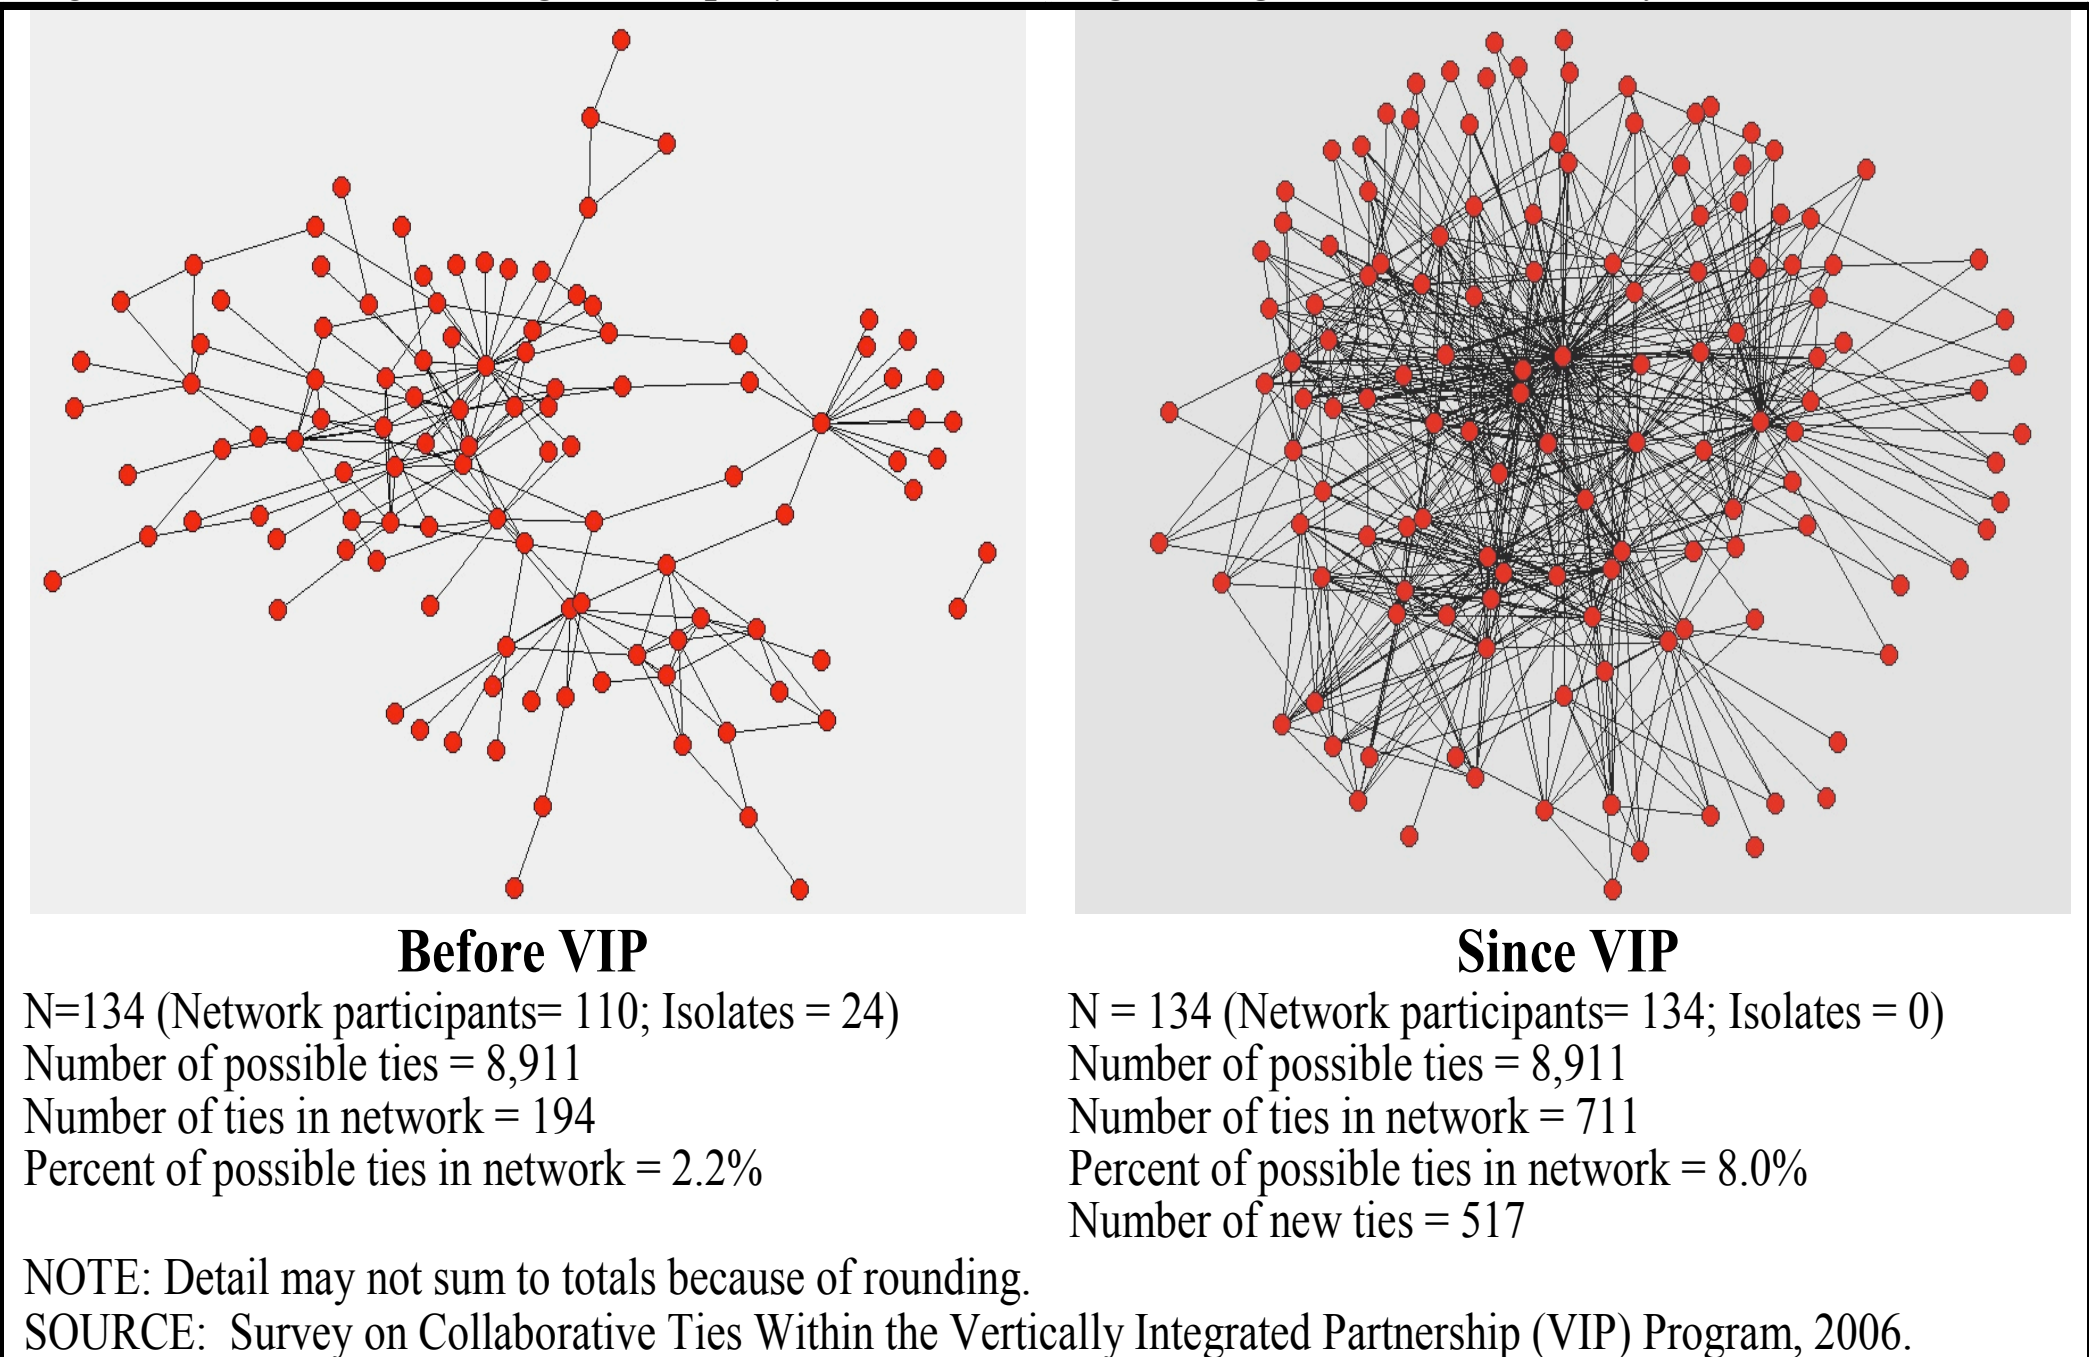 Before VIP
N=134 (Network participants= 110; Isolates = 24)
Number of possible ties = 8,911
Number of ties in network = 194
Percent of possible ties in network = 2.2%
Since VIP
N = 134 (Network participants= 134; Isolates = 0)
Number of possible ties = 8,911
Number of ties in network = 711
Percent of possible ties in network = 8.0%
Number of new ties = 517
NOTE: Detail may not sum to totals because of rounding.
SOURCE:  Survey on Collaborative Ties Within the Vertically Integrated Partnership (VIP) Program, 2006.